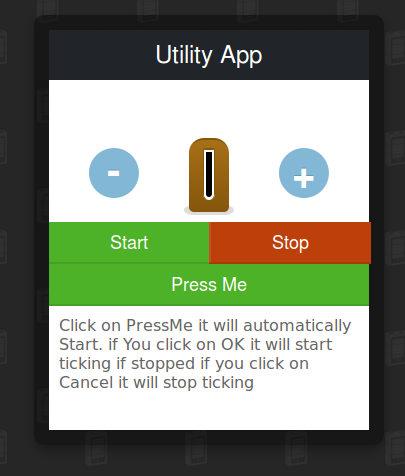 Utility App
- +
Start Stop
Press Me
Click on PressMe it will automatically
Start. if You click on OK it will start
ticking if stopped if you click on
Cancel it will stop ticking